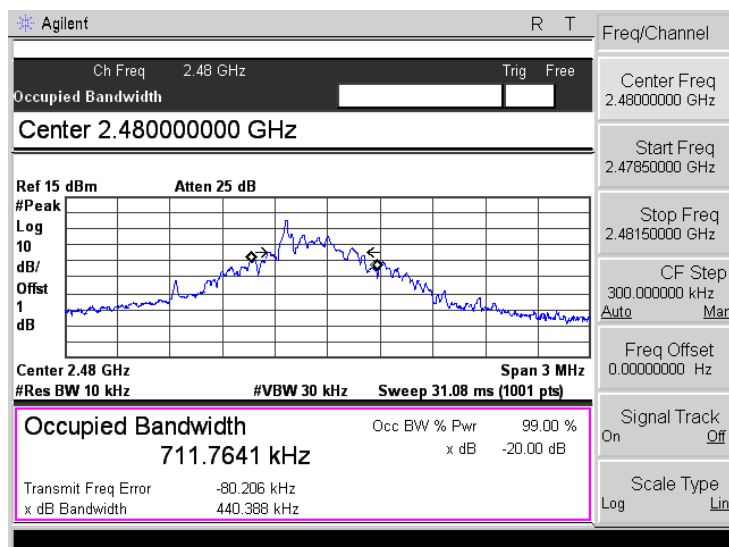 Agilent R T
Ch Freq 2.48 GHz Trig Free
Occupied Bandwidth
Center 2.480000000 GHz
Ref 15 dBm Atten 25 dB
#Peak
Log
10
dB/
Offst
1
dB
Center 2.48 GHz Span 3 MHz
#Res BW 10 kHz #VBW 30 kHz Sweep 31.08 ms (1001 pts)
Occupied Bandwidth
711.7641 kHz
Occ BW % Pwr 99.00 %
x dB -20.00 dB
Transmit Freq Error -80.206 kHz
x dB Bandwidth 440.388 kHz
Freq/Channel
Center Freq
2.48000000 GHz
Start Freq
2.47850000 GHz
Stop Freq
2.48150000 GHz
CF Step
300.000000 kHz
Auto Man
Freq Offset
0.00000000 Hz
Signal Track
On Off
Scale Type
Log Lin